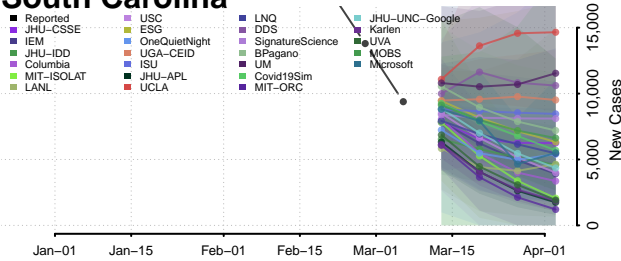 South Carolina
Reported USC LNQ JHU−UNC−Google
JHU−CSSE ESG DDS Karlen
IEM OneQuietNight SignatureScience UVA
JHU−IDD UGA−CEID BPagano MOBS
Columbia ISU UM Microsoft
MIT−ISOLAT JHU−APL Covid19Sim
LANL UCLA MIT−ORC
0 5,000 10,000 15,000
New Cases
Jan−01 Jan−15 Feb−01 Feb−15 Mar−01 Mar−15 Apr−01